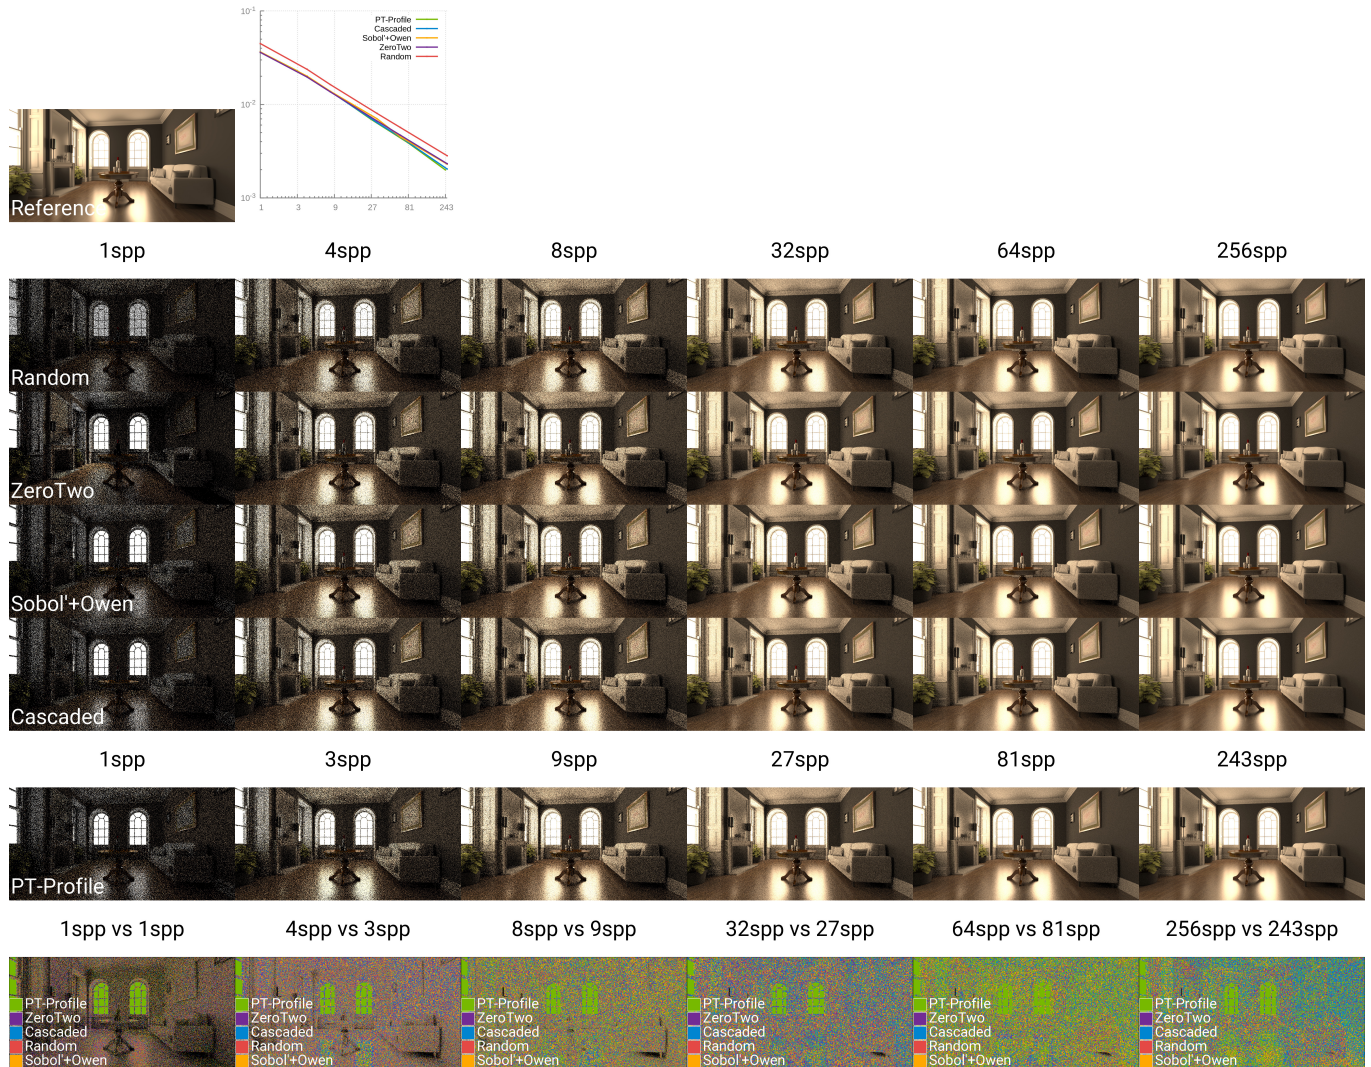 10^-1
PT-Profile
Cascaded
Sobol'+Owen
ZeroTwo
Random
10^-2
10^-3
1 3 9 27 81 243
Reference
1spp 4spp 8spp 32spp 64spp 256spp
Random
ZeroTwo
Sobol'+Owen
Cascaded
1spp 3spp 9spp 27spp 81spp 243spp
PT-Profile
1spp vs 1spp 4spp vs 3spp 8spp vs 9spp 32spp vs 27spp 64spp vs 81spp 256spp vs 243spp
PT-Profile PT-Profile PT-Profile PT-Profile PT-Profile PT-Profile
ZeroTwo ZeroTwo ZeroTwo ZeroTwo ZeroTwo ZeroTwo
Cascaded Cascaded Cascaded Cascaded Cascaded Cascaded
Random Random Random Random Random Random
Sobol'+Owen Sobol'+Owen Sobol'+Owen Sobol'+Owen Sobol'+Owen Sobol'+Owen